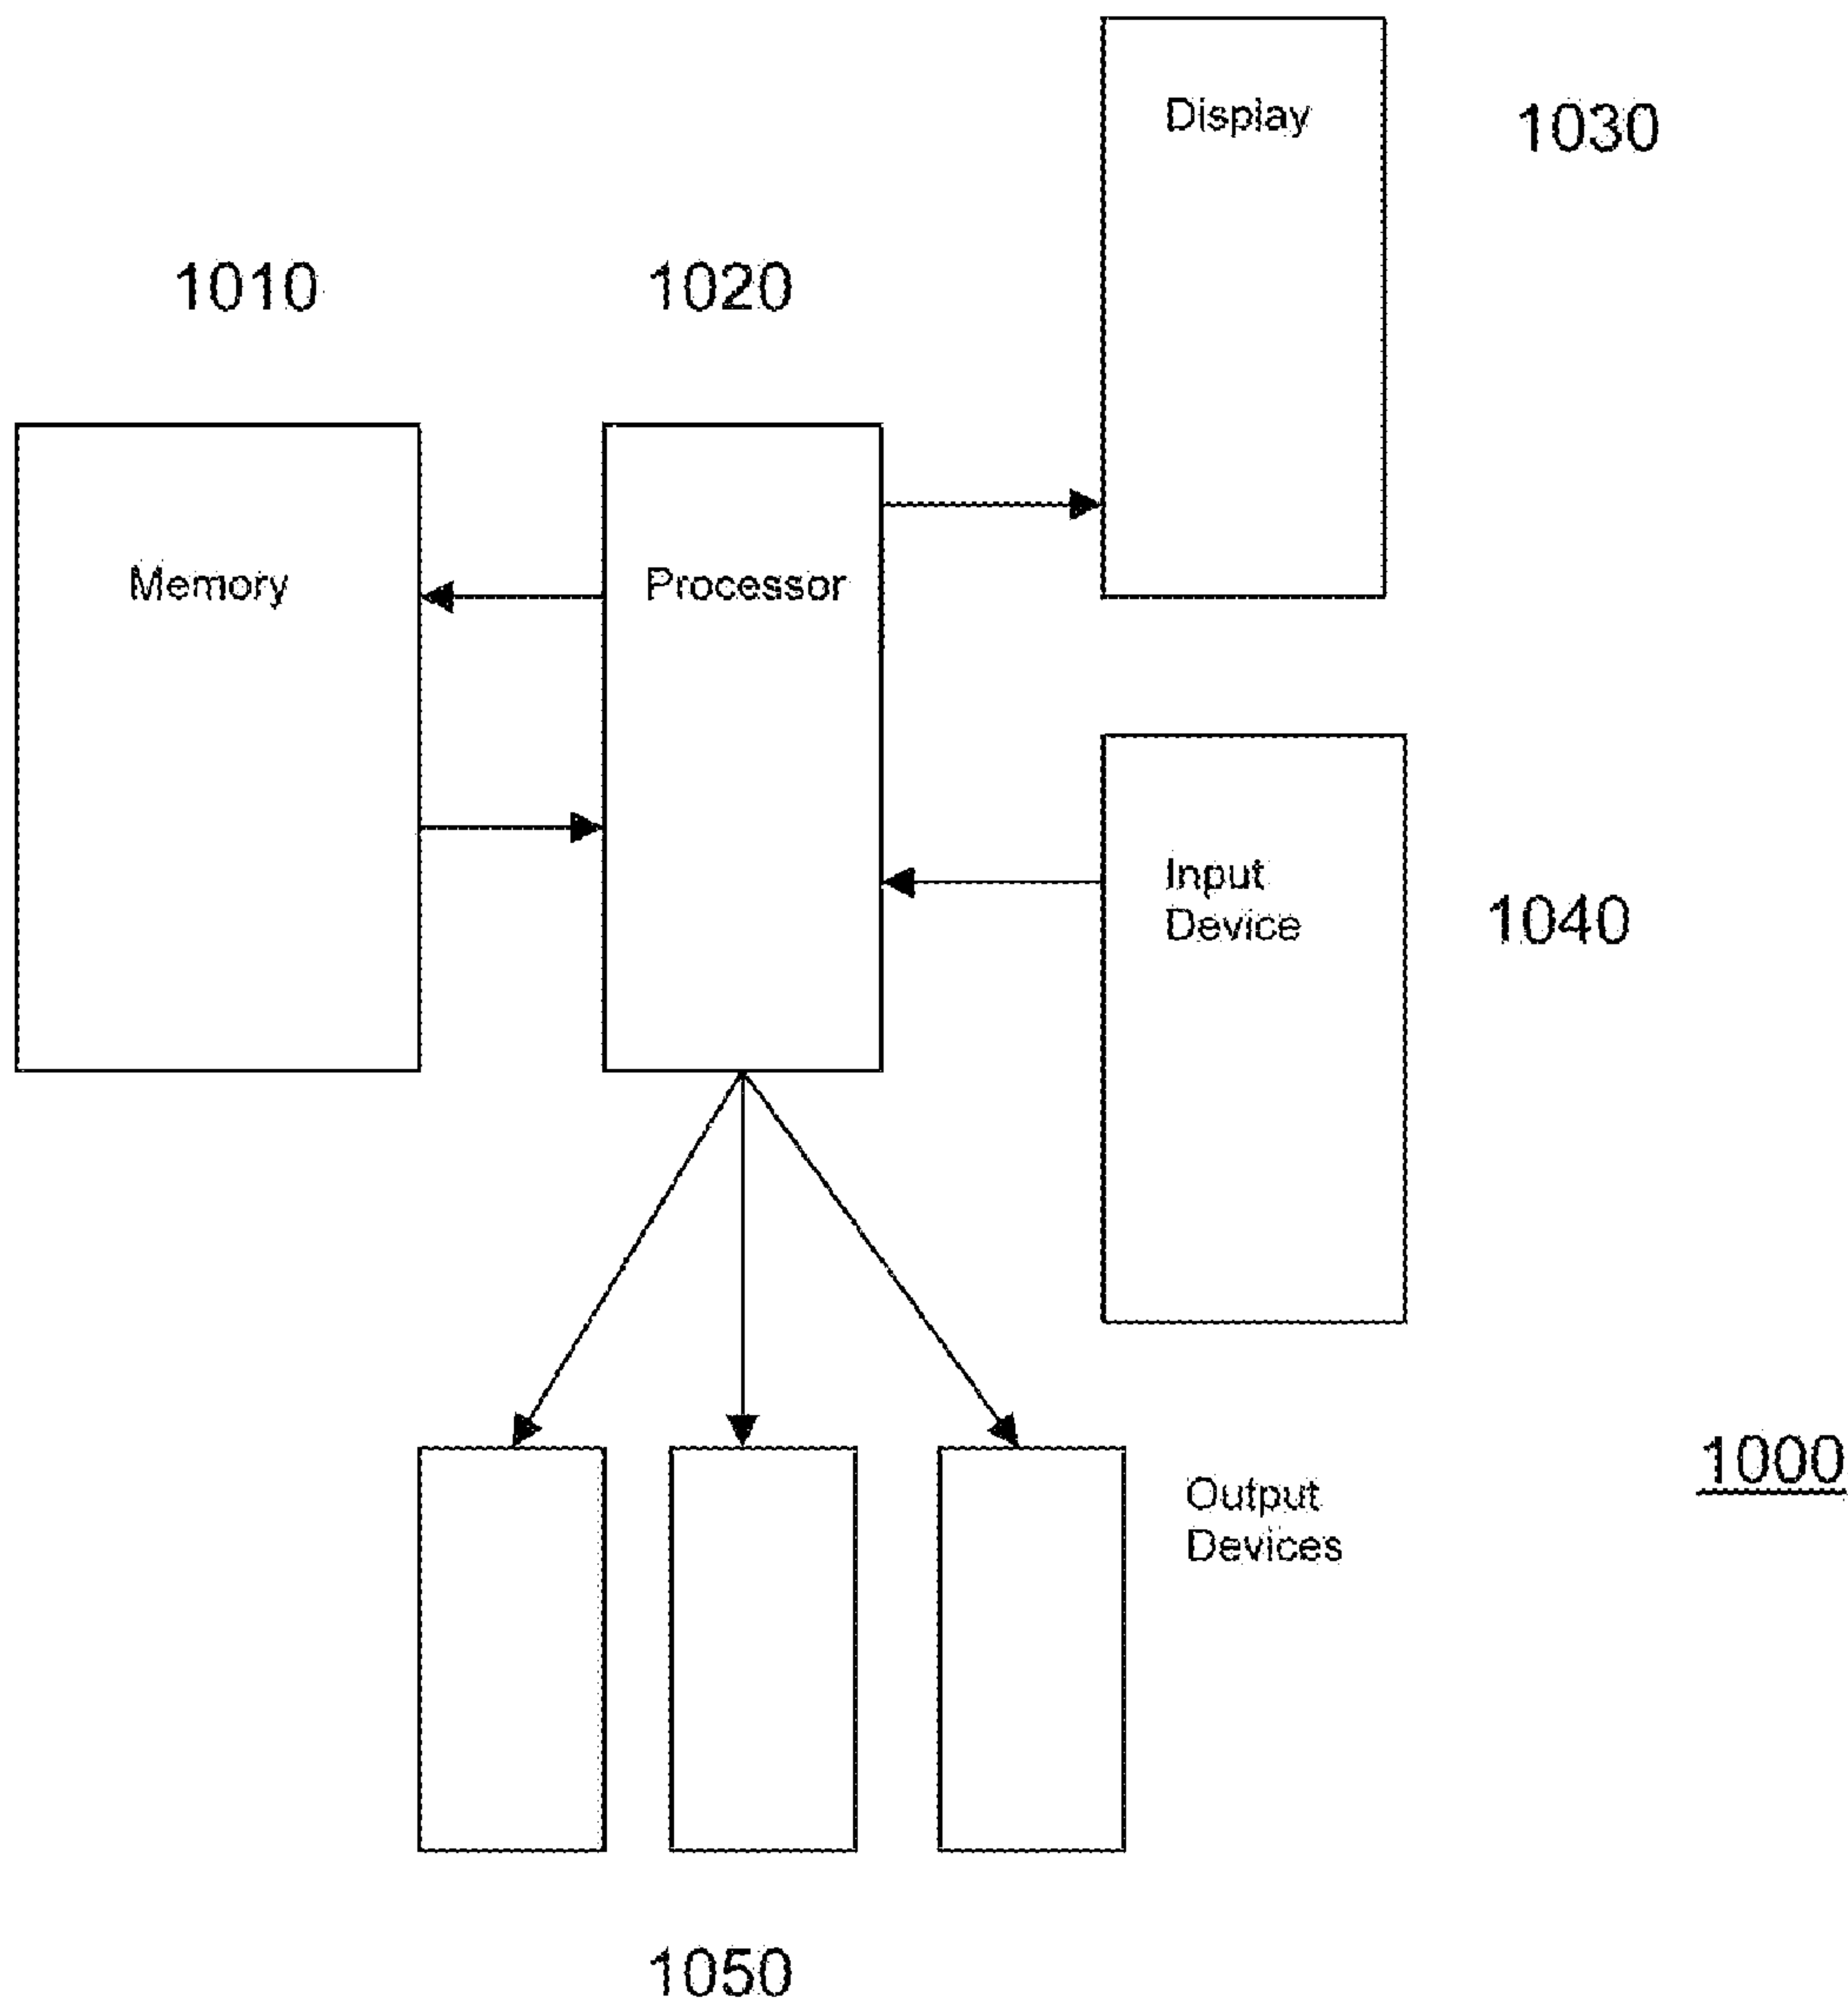 Display
1030
1010
1020
Memory
Processor
Input
Device
1040
1000
Output
Devices
1050